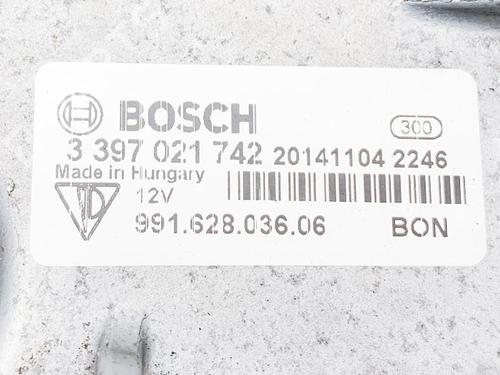 BOSCH
300
3 397 021 742 20141104 2246
Made in Hungary
12V
991.628.036.06 BON